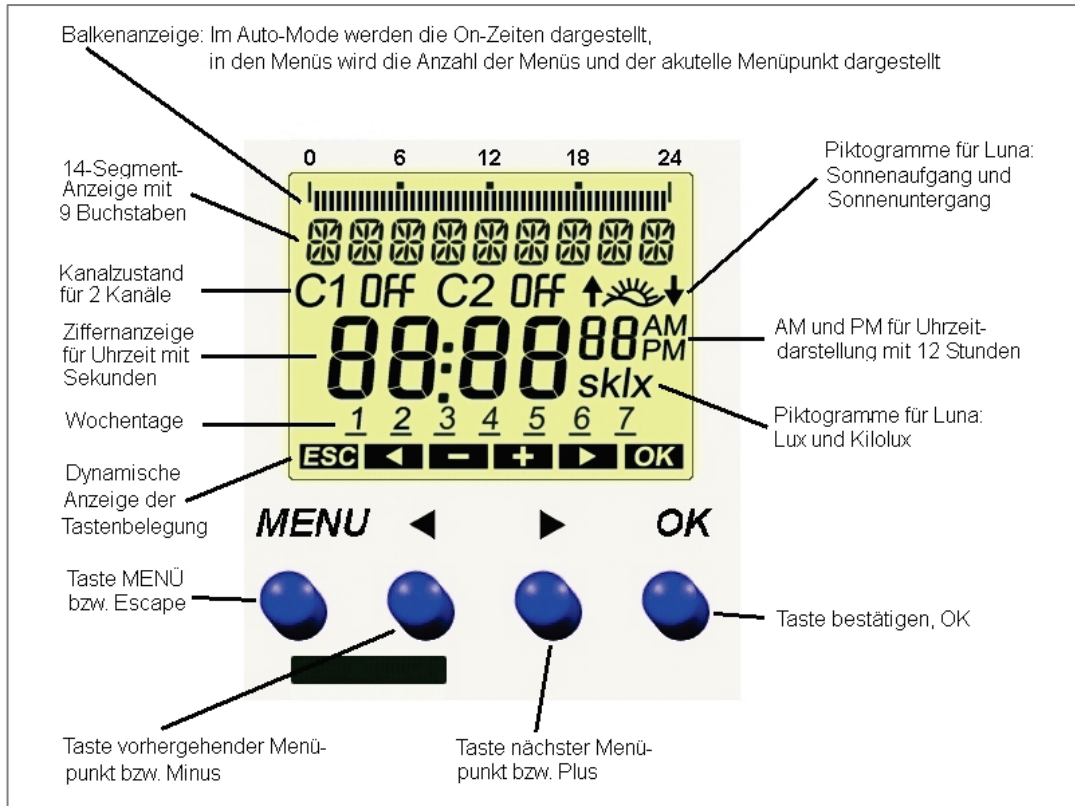 Balkenanzeige: Im Auto-Mode werden die On-Zeiten dargestellt,
in den Menüs wird die Anzahl der Menüs und der akutelle Menüpunkt dargestellt
0 6 12 18 24
14-Segment-
Anzeige mit
9 Buchstaben
Piktogramme für Luna:
Sonnenaufgang und
Sonnenuntergang
Kanalzustand
für 2 Kanäle
C1 OFF C2 OFF
Ziffernanzeige
für Uhrzeit mit
Sekunden
88:88 88 AM
PM
sklx
AM und PM für Uhrzeit-
darstellung mit 12 Stunden
Wochentage
1 2 3 4 5 6 7
Piktogramme für Luna:
Lux und Kilolux
ESC ◀ − + ▶ OK
Dynamische
Anzeige der
Tastenbelegung
MENU ◀ ▶ OK
Taste MENÜ
bzw. Escape
Taste bestätigen, OK
Taste vorhergehender Menü-
punkt bzw. Minus
Taste nächster Menü-
punkt bzw. Plus